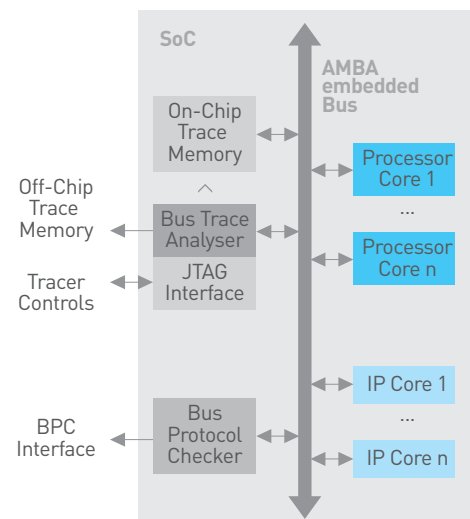 SoC
AMBA
embedded
Bus
On-Chip
Trace
Memory
Processor
Core 1
...
Off-Chip
Trace
Memory
Bus Trace
Analyser
Processor
Core n
Tracer
Controls
JTAG
Interface
IP Core 1
...
BPC
Interface
Bus
Protocol
Checker
IP Core n